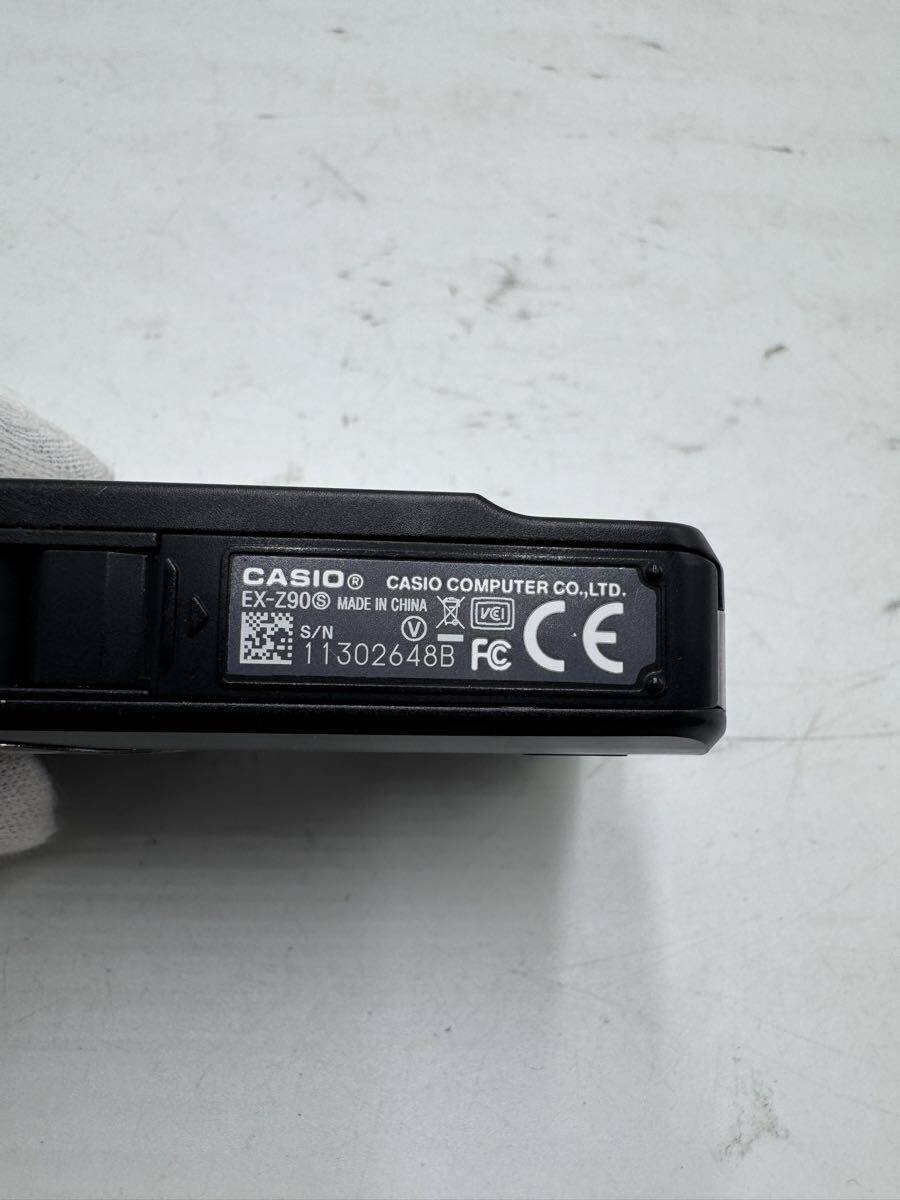 CASIO® CASIO COMPUTER CO.,LTD.
EX-Z90Ⓢ MADE IN CHINA VCI
S/N Ⓥ
11302648B FC CE